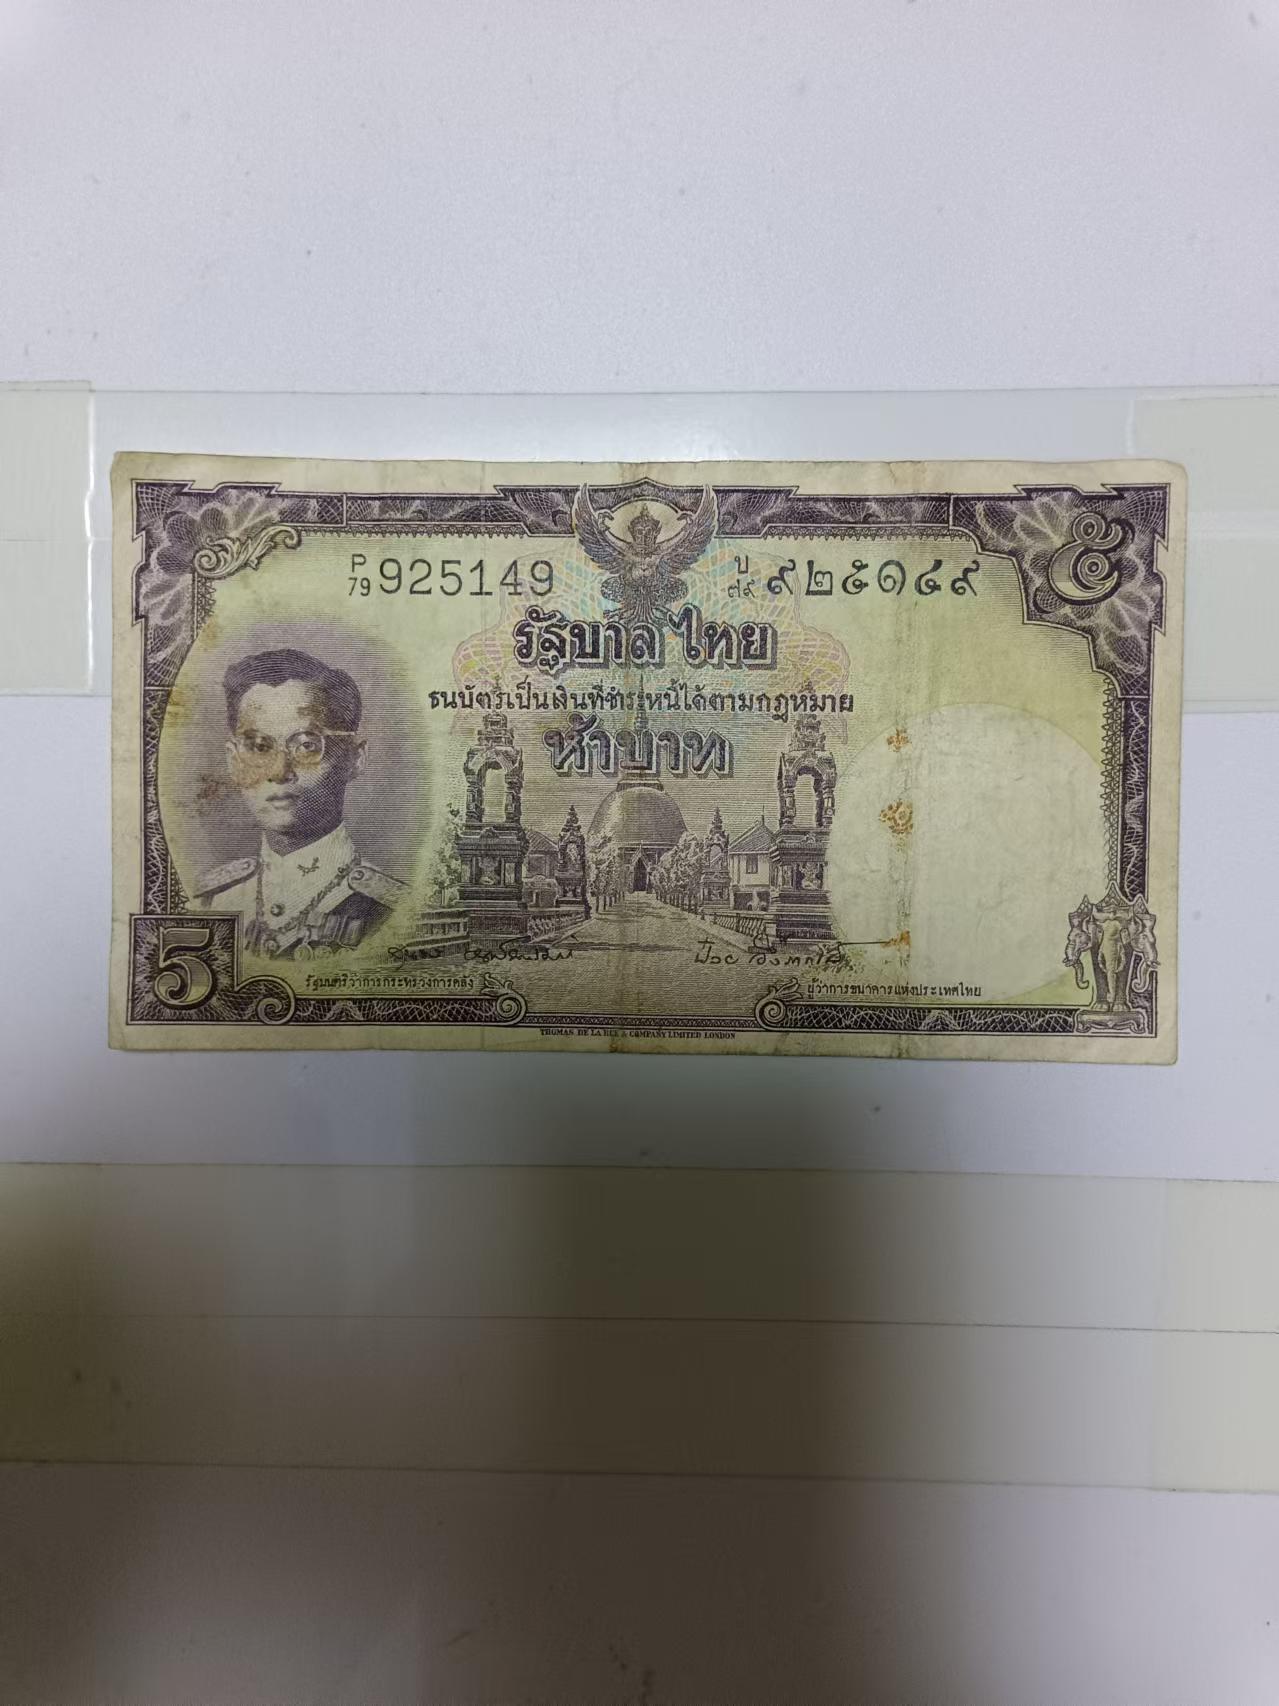 P/79 925149
ป/๗๙ ๙๒๕๑๔๙
๕
รัฐบาลไทย
ธนบัตร์เป็นเงินที่ชำระหนี้ได้ตามกฎหมาย
ห้าบาท
5
รัฐมนตรีว่าการกระทรวงการคลัง
ผู้ว่าการธนาคารแห่งประเทศไทย
THOMAS DE LA RUE & COMPANY LIMITED LONDON